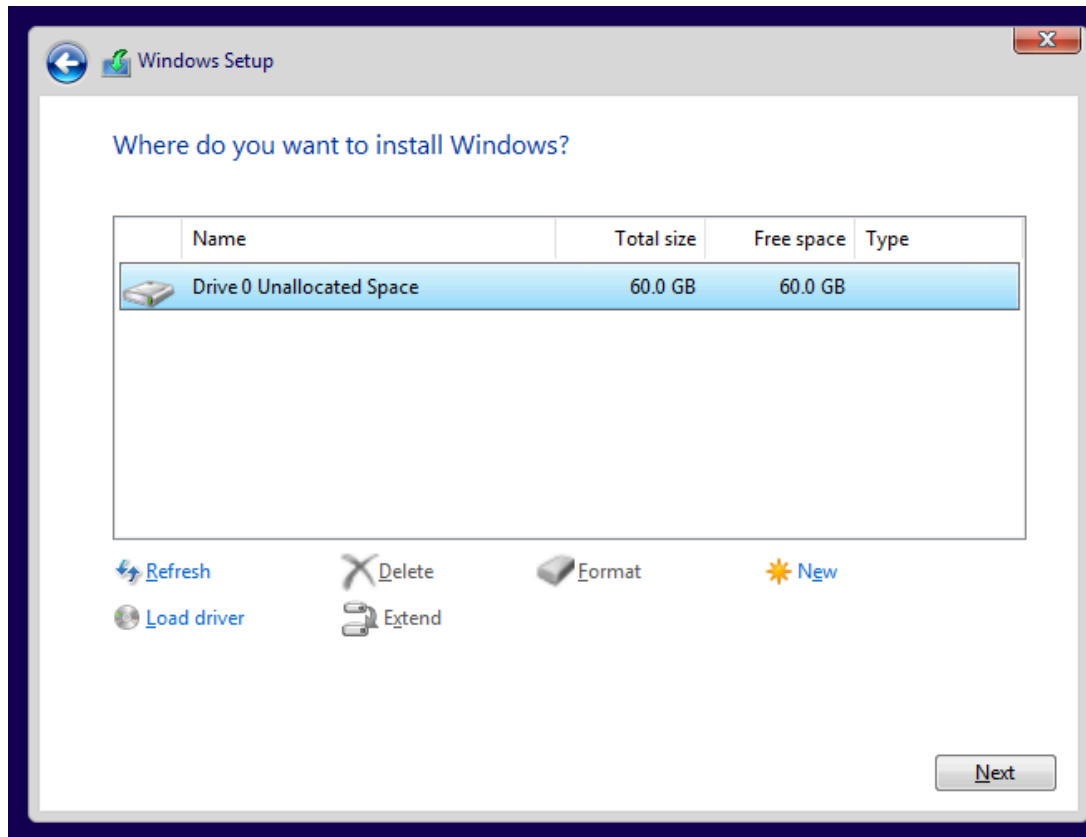 Windows Setup
Where do you want to install Windows?
Name Total size Free space Type
Drive 0 Unallocated Space 60.0 GB 60.0 GB
Refresh Delete Format New
Load driver Extend
Next